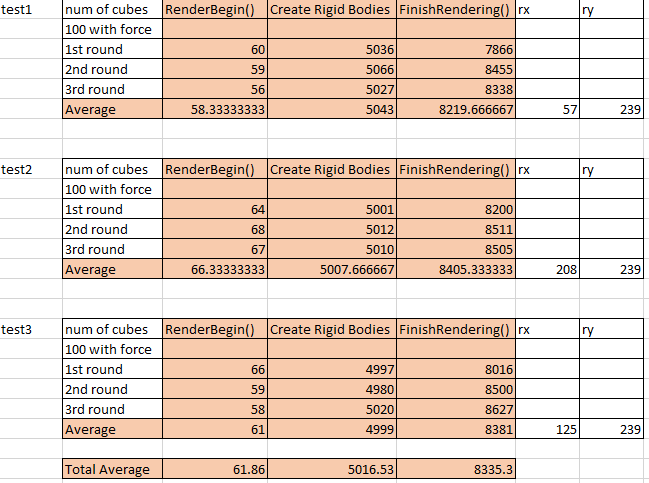 test1 num of cubes RenderBegin() Create Rigid Bodies FinishRendering() rx ry
100 with force
1st round 60 5036 7866
2nd round 59 5066 8455
3rd round 56 5027 8338
Average 58.33333333 5043 8219.666667 57 239
test2 num of cubes RenderBegin() Create Rigid Bodies FinishRendering() rx ry
100 with force
1st round 64 5001 8200
2nd round 68 5012 8511
3rd round 67 5010 8505
Average 66.33333333 5007.666667 8405.333333 208 239
test3 num of cubes RenderBegin() Create Rigid Bodies FinishRendering() rx ry
100 with force
1st round 66 4997 8016
2nd round 59 4980 8500
3rd round 58 5020 8627
Average 61 4999 8381 125 239
Total Average 61.86 5016.53 8335.3